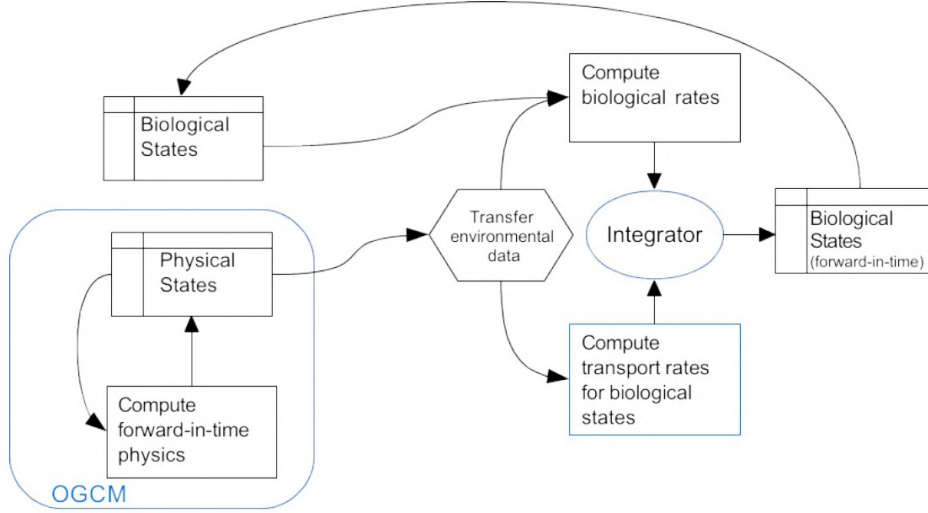 Compute
biological rates
Biological
States
Transfer
environmental
data
Integrator
Biological
States
(forward-in-time)
Physical
States
Compute
transport rates
for biological
states
Compute
forward-in-time
physics
OGCM